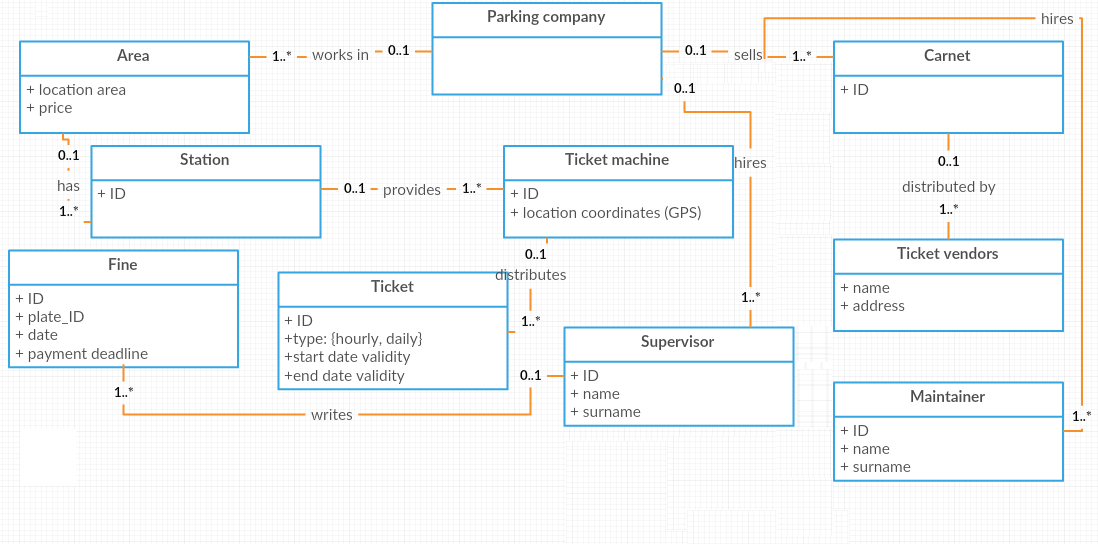 Parking company
hires
Area
1..*
works in
0..1
0..1
sells
1..*
Carnet
+ location area
+ price
0..1
+ ID
0..1
has
1..*
Station
+ ID
0..1
provides
1..*
Ticket machine
+ ID
+ location coordinates (GPS)
hires
0..1
distributed by
1..*
Fine
+ ID
+ plate_ID
+ date
+ payment deadline
0..1
distributes
1..*
Ticket
+ ID
+type: {hourly, daily}
+start date validity
+end date validity
1..*
Ticket vendors
+ name
+ address
Supervisor
+ ID
+ name
+ surname
0..1
1..*
writes
Maintainer
+ ID
+ name
+ surname
1..*